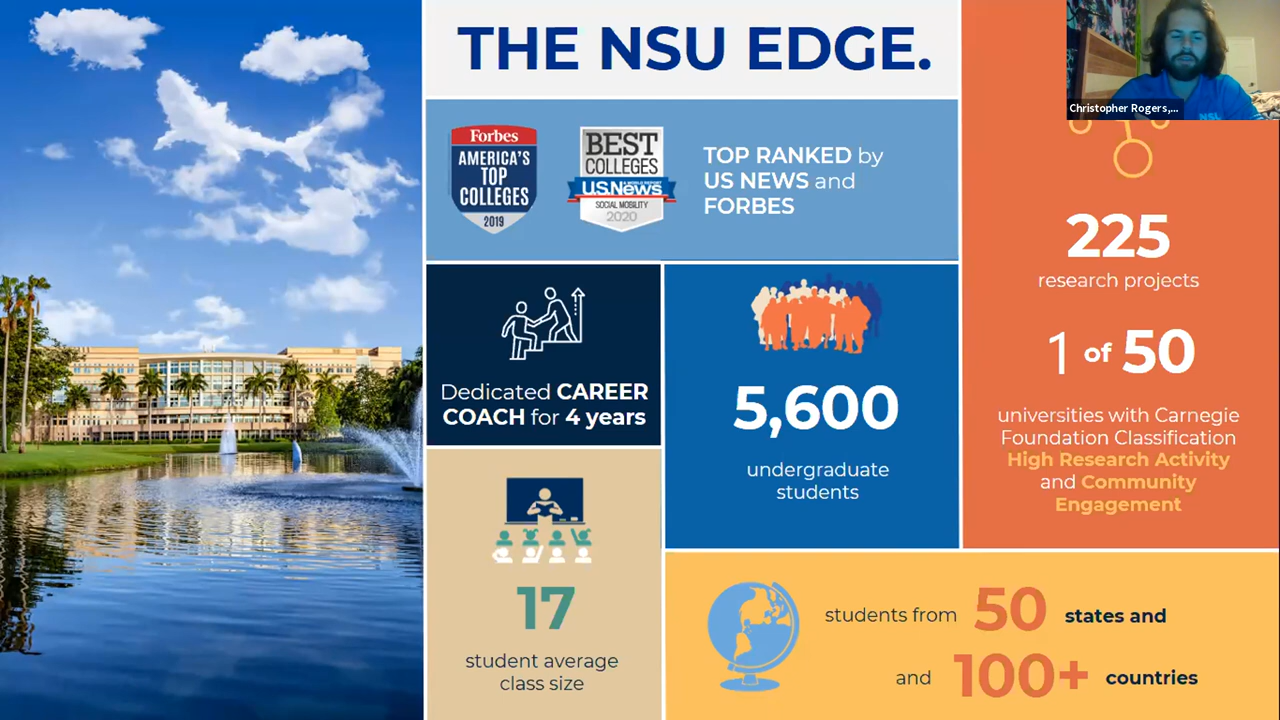 THE NSU EDGE.
Forbes
AMERICA'S
TOP
COLLEGES
2019
BEST
COLLEGES
U.S.News
& WORLD REPORT
SOCIAL MOBILITY
2020
TOP RANKED by
US NEWS and
FORBES
Christopher Rogers,...
NSU
225
research projects
1 of 50
universities with Carnegie
Foundation Classification
High Research Activity
and Community
Engagement
Dedicated CAREER
COACH for 4 years
5,600
undergraduate
students
17
student average
class size
students from 50 states and
and 100+ countries